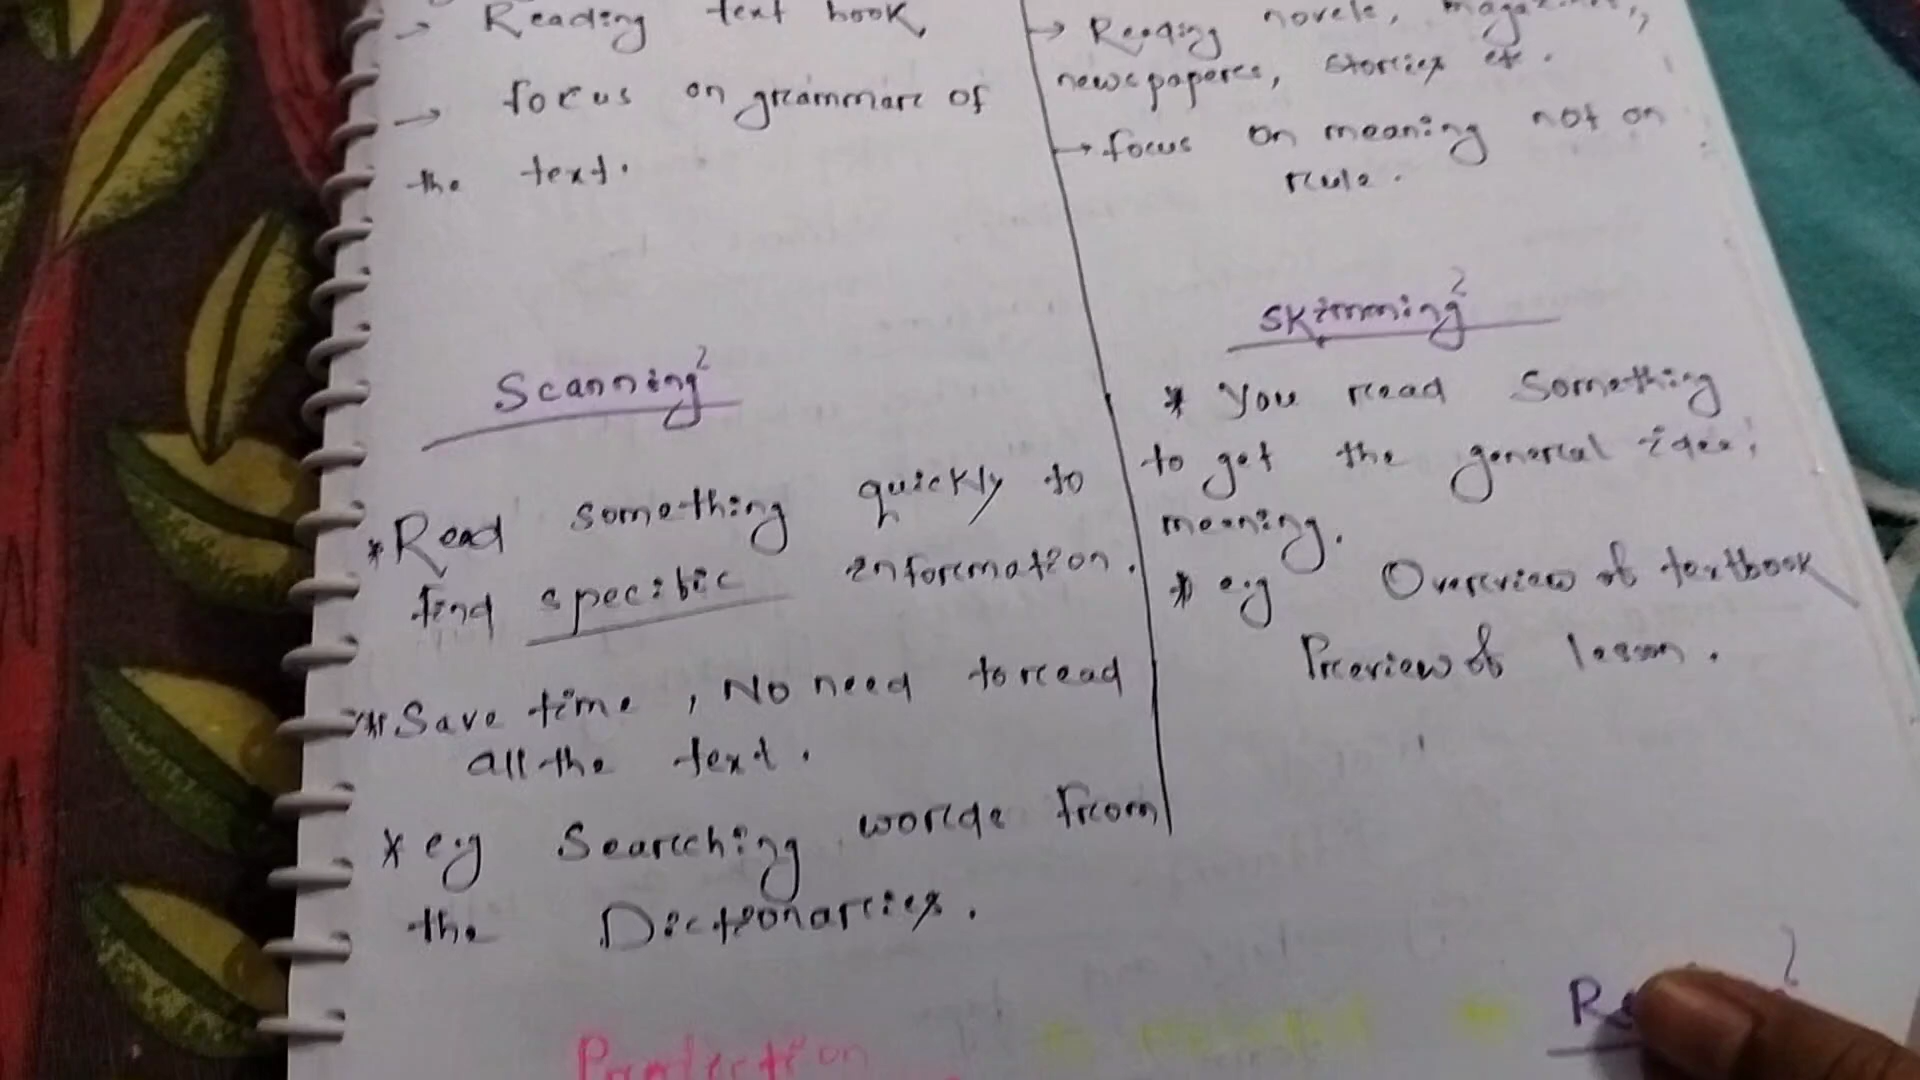 → Reading text book,
→ focus on grammar of
the text.
→ Reading novels, magazines,
newspapers, stories etc.
→ focus on meaning not on
rule.
Scanning
* Read something quickly to
find specific information.
* Save time, No need to read
all the text.
* e.g Searching words from
the Dictionaries.
Skimming
* You read something
to get the general idea,
meaning.
* e.g Overview of textbook
Preview of lesson.